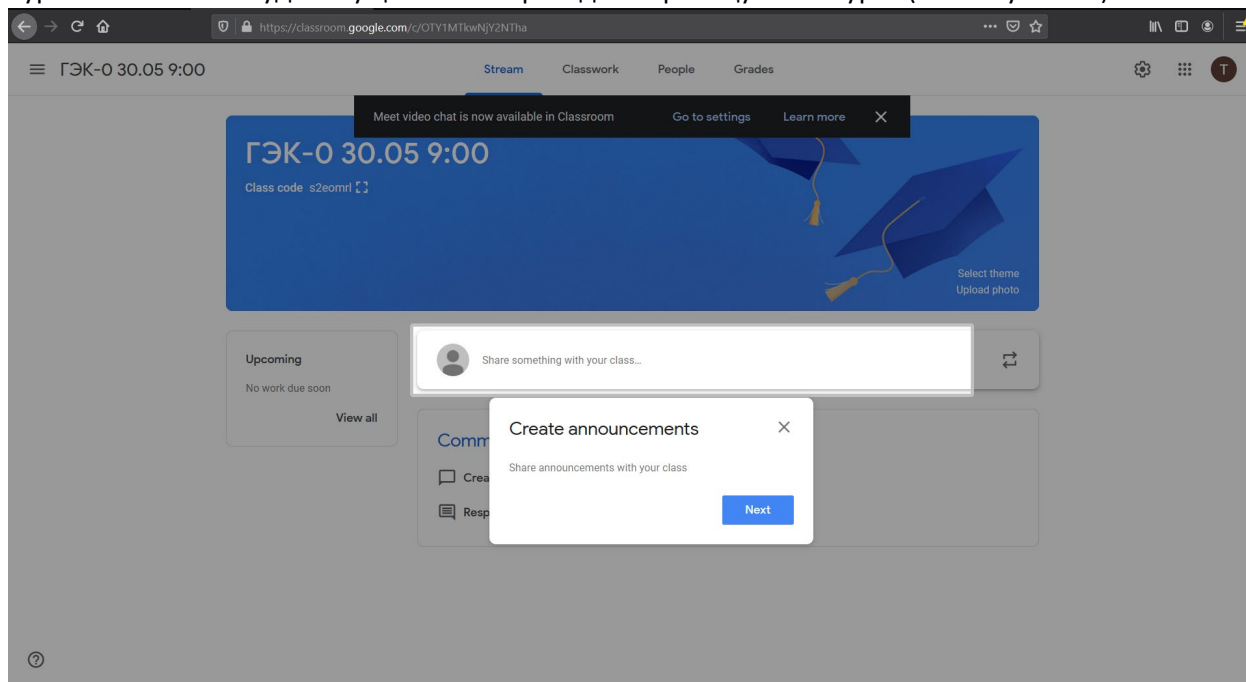 https://classroom.google.com/c/OTY1MTkwNjY2NTha
ГЭК-0 30.05 9:00
Stream Classwork People Grades
T
Meet video chat is now available in Classroom Go to settings Learn more
ГЭК-0 30.05 9:00
Class code s2eomrl
Select theme
Upload photo
Upcoming
No work due soon
View all
Share something with your class...
Create announcements
Share announcements with your class
Next
Comm
Crea
Resp